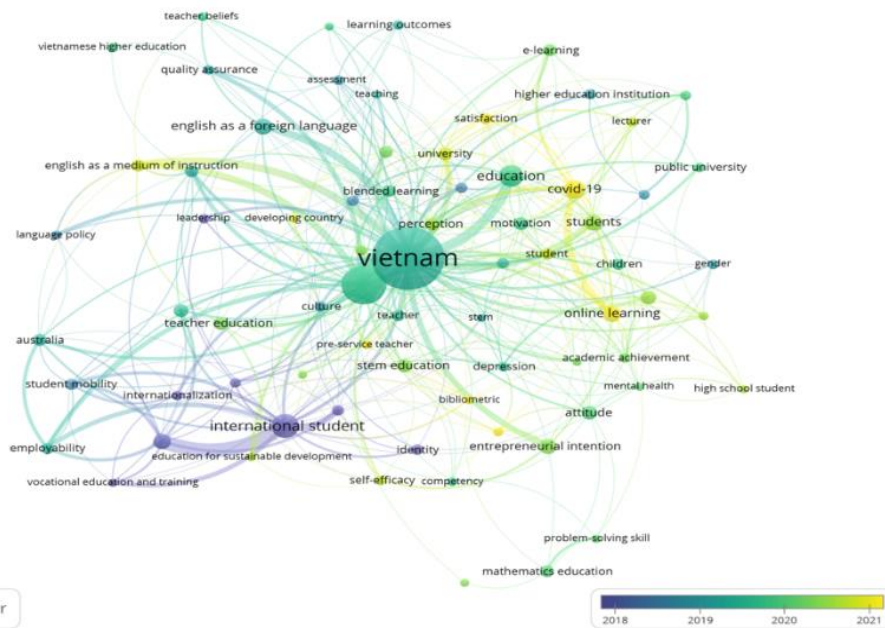 teacher beliefs
learning outcomes
vietnamese higher education
e-learning
quality assurance
assessment
teaching
higher education institution
satisfaction
lecturer
english as a foreign language
university
english as a medium of instruction
public university
education
covid-19
blended learning
leadership
developing country
perception
motivation
students
language policy
vietnam
student
children
gender
culture
teacher
stem
online learning
teacher education
australia
pre-service teacher
stem education
depression
academic achievement
student mobility
internationalization
mental health
high school student
bibliometric
attitude
international student
employability
education for sustainable development
identity
entrepreneurial intention
vocational education and training
self-efficacy
competency
problem-solving skill
mathematics education
r
2018
2019
2020
2021